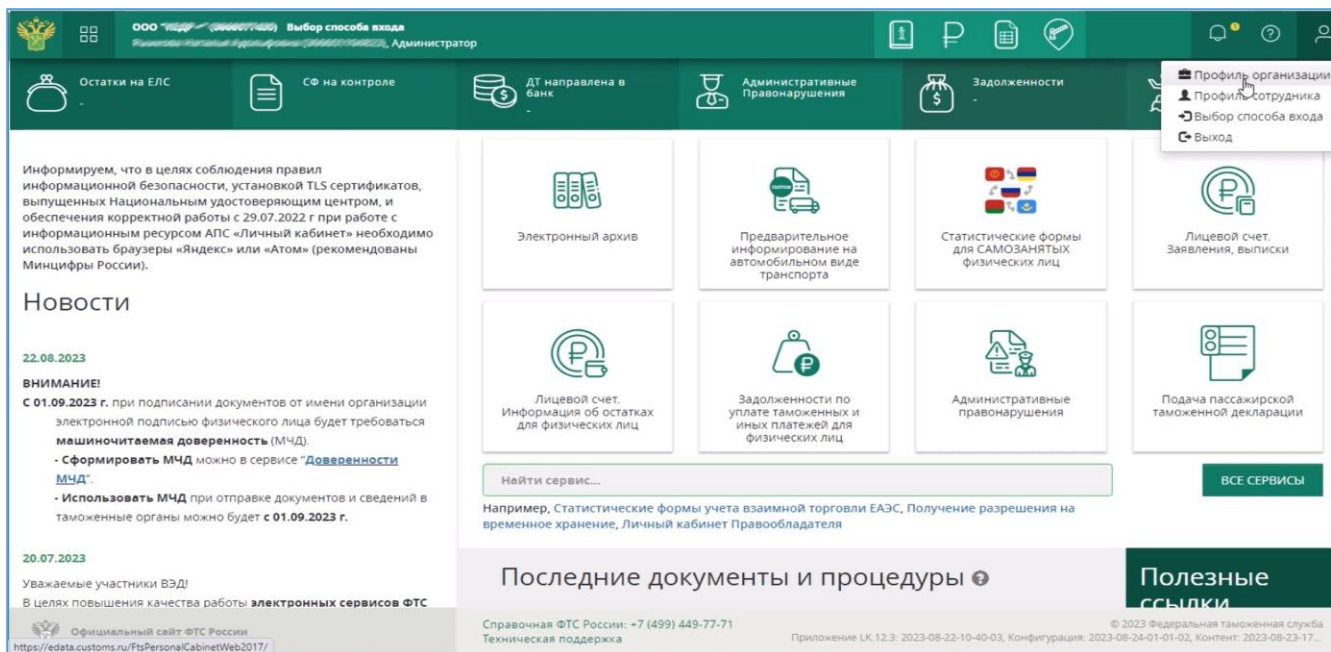 ООО
Выбор способа входа
, Администратор
Остатки на ЕЛС
-
СФ на контроле
ДТ направлена в
банк
-
Административные
Правонарушения
Задолженности
-
Профиль организации
Профиль сотрудника
Выбор способа входа
Выход
Информируем, что в целях соблюдения правил
информационной безопасности, установкой TLS сертификатов,
выпущенных Национальным удостоверяющим центром, и
обеспечения корректной работы с 29.07.2022 г при работе с
информационным ресурсом АПС «Личный кабинет» необходимо
использовать браузеры «Яндекс» или «Атом» (рекомендованы
Минцифры России).
Новости
22.08.2023
ВНИМАНИЕ!
С 01.09.2023 г. при подписании документов от имени организации
электронной подписью физического лица будет требоваться
машиночитаемая доверенность (МЧД).
- Сформировать МЧД можно в сервисе "Доверенности
МЧД".
- Использовать МЧД при отправке документов и сведений в
таможенные органы можно будет с 01.09.2023 г.
20.07.2023
Уважаемые участники ВЭД!
В целях повышения качества работы электронных сервисов ФТС
Электронный архив
Предварительное
информирование на
автомобильном виде
транспорта
Статистические формы
для САМОЗАНЯТЫХ
физических лиц
Лицевой счет.
Заявления, выписки
Лицевой счет.
Информация об остатках
для физических лиц
Задолженности по
уплате таможенных и
иных платежей для
физических лиц
Административные
правонарушения
Подача пассажирской
таможенной декларации
Найти сервис...
ВСЕ СЕРВИСЫ
Например, Статистические формы учета взаимной торговли ЕАЭС, Получение разрешения на
временное хранение, Личный кабинет Правообладателя
Последние документы и процедуры
Полезные
ссылки
Официальный сайт ФТС России
https://edata.customs.ru/FtsPersonalCabinetWeb2017/
Справочная ФТС России: +7 (499) 449-77-71
Техническая поддержка
© 2023 Федеральная таможенная служба
Приложение LK.12.3: 2023-08-22-10-40-03, Конфигурация: 2023-08-24-01-01-02, Контент: 2023-08-23-17...